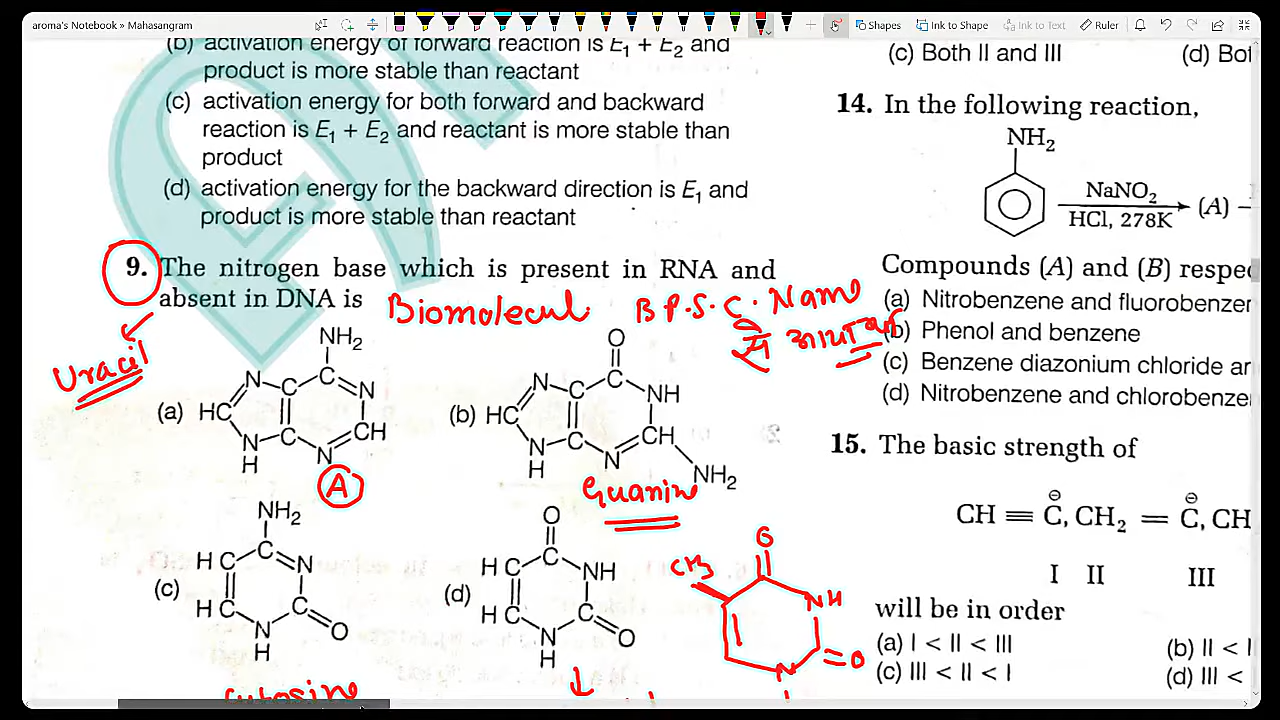 aroma's Notebook » Mahasangram
Shapes
Ink to Shape
Ink to Text
Ruler
(b) activation energy of forward reaction is E₁ + E₂ and
product is more stable than reactant
(c) activation energy for both forward and backward
reaction is E₁ + E₂ and reactant is more stable than
product
(d) activation energy for the backward direction is E₁ and
product is more stable than reactant
9. The nitrogen base which is present in RNA and
absent in DNA is
Biomolecul.
B.P.S.C. Name
Uracil
(a) NH₂ N C C N HC C CH N N H
A
(b) O N C C NH HC C CH N N H NH₂
Guanine
(c) NH₂ H C C N H C C N O H
Cytosine
(d) O H C C NH H C C N O H
CH₃ O NH O N
(c) Both II and III
(d) Bot
14. In the following reaction,
NH₂
NaNO₂
HCl, 278K
(A)
Compounds (A) and (B) respec
(a) Nitrobenzene and fluorobenzer
(b) Phenol and benzene
(c) Benzene diazonium chloride ar
(d) Nitrobenzene and chlorobenze
15. The basic strength of
CH ≡ C⊖, CH₂ = C⊖, CH
I II III
will be in order
(a) I < II < III
(b) II < I
(c) III < II < I
(d) III <